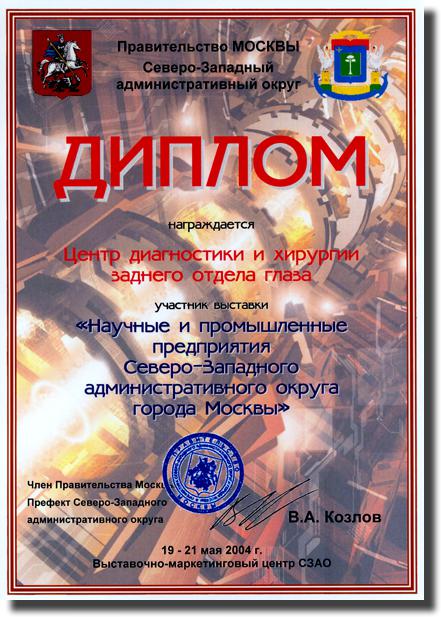 Правительство МОСКВЫ
Северо-Западный
административный округ
ДИПЛОМ
награждается
Центр диагностики и хирургии
заднего отдела глаза
участник выставки
«Научные и промышленные
предприятия
Северо-Западного
административного округа
города Москвы»
Член Правительства Москвы
Префект Северо-Западного
административного округа
В.А. Козлов
19 - 21 мая 2004 г.
Выставочно-маркетинговый центр СЗАО